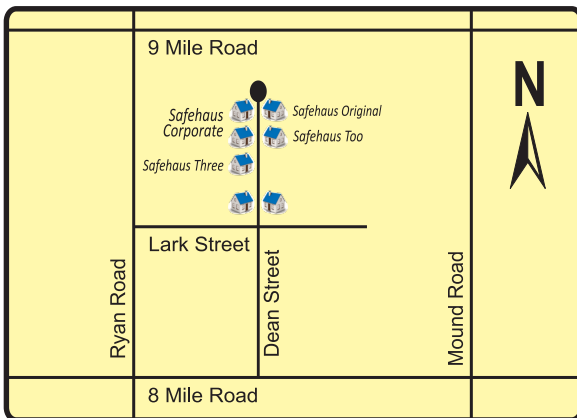 9 Mile Road
N
Safehaus
Corporate
Safehaus Original
Safehaus Too
Safehaus Three
Lark Street
Ryan Road
Dean Street
Mound Road
8 Mile Road